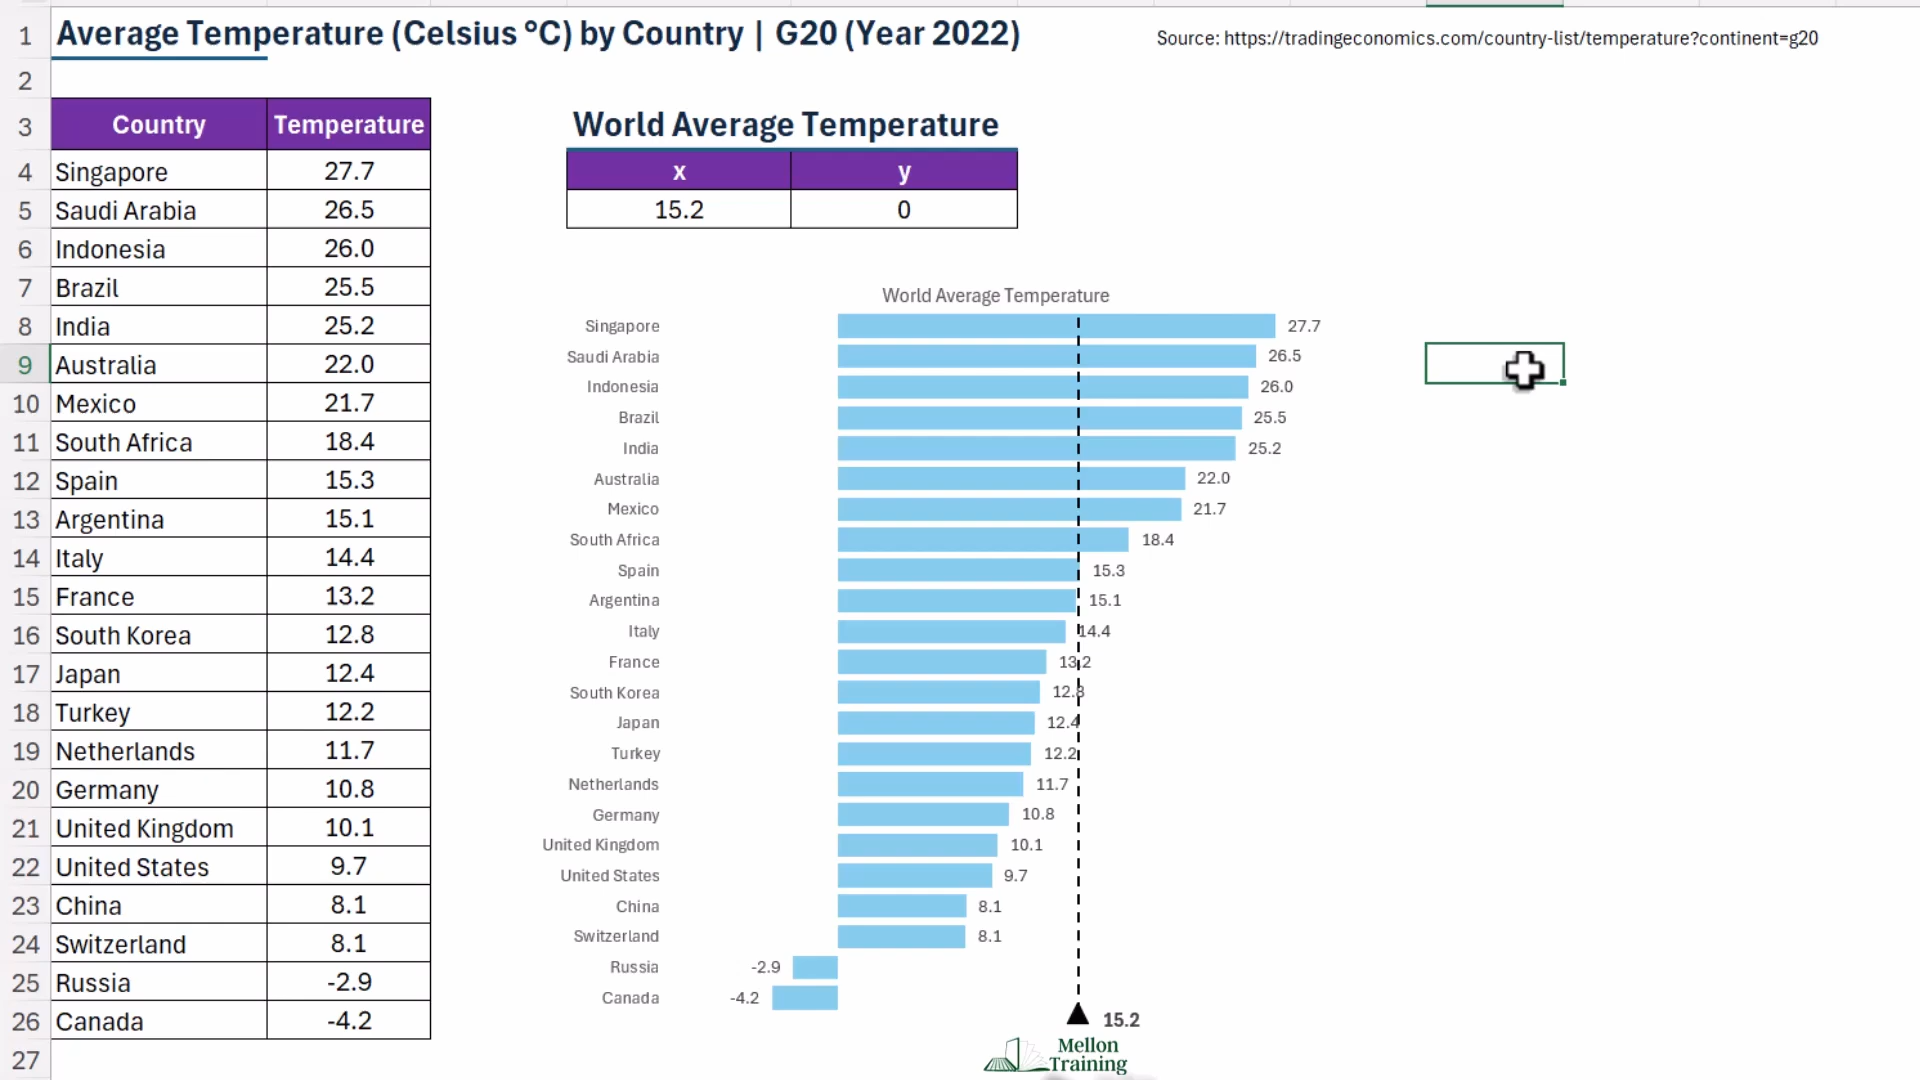 1 Average Temperature (Celsius °C) by Country | G20 (Year 2022) Source: https://tradingeconomics.com/country-list/temperature?continent=g20
2
3 Country Temperature
4 Singapore 27.7
5 Saudi Arabia 26.5
6 Indonesia 26.0
7 Brazil 25.5
8 India 25.2
9 Australia 22.0
10 Mexico 21.7
11 South Africa 18.4
12 Spain 15.3
13 Argentina 15.1
14 Italy 14.4
15 France 13.2
16 South Korea 12.8
17 Japan 12.4
18 Turkey 12.2
19 Netherlands 11.7
20 Germany 10.8
21 United Kingdom 10.1
22 United States 9.7
23 China 8.1
24 Switzerland 8.1
25 Russia -2.9
26 Canada -4.2
27
World Average Temperature
x y
15.2 0
World Average Temperature
Singapore 27.7
Saudi Arabia 26.5
Indonesia 26.0
Brazil 25.5
India 25.2
Australia 22.0
Mexico 21.7
South Africa 18.4
Spain 15.3
Argentina 15.1
Italy 14.4
France 13.2
South Korea 12.8
Japan 12.4
Turkey 12.2
Netherlands 11.7
Germany 10.8
United Kingdom 10.1
United States 9.7
China 8.1
Switzerland 8.1
Russia -2.9
Canada -4.2
15.2
Mellon
Training